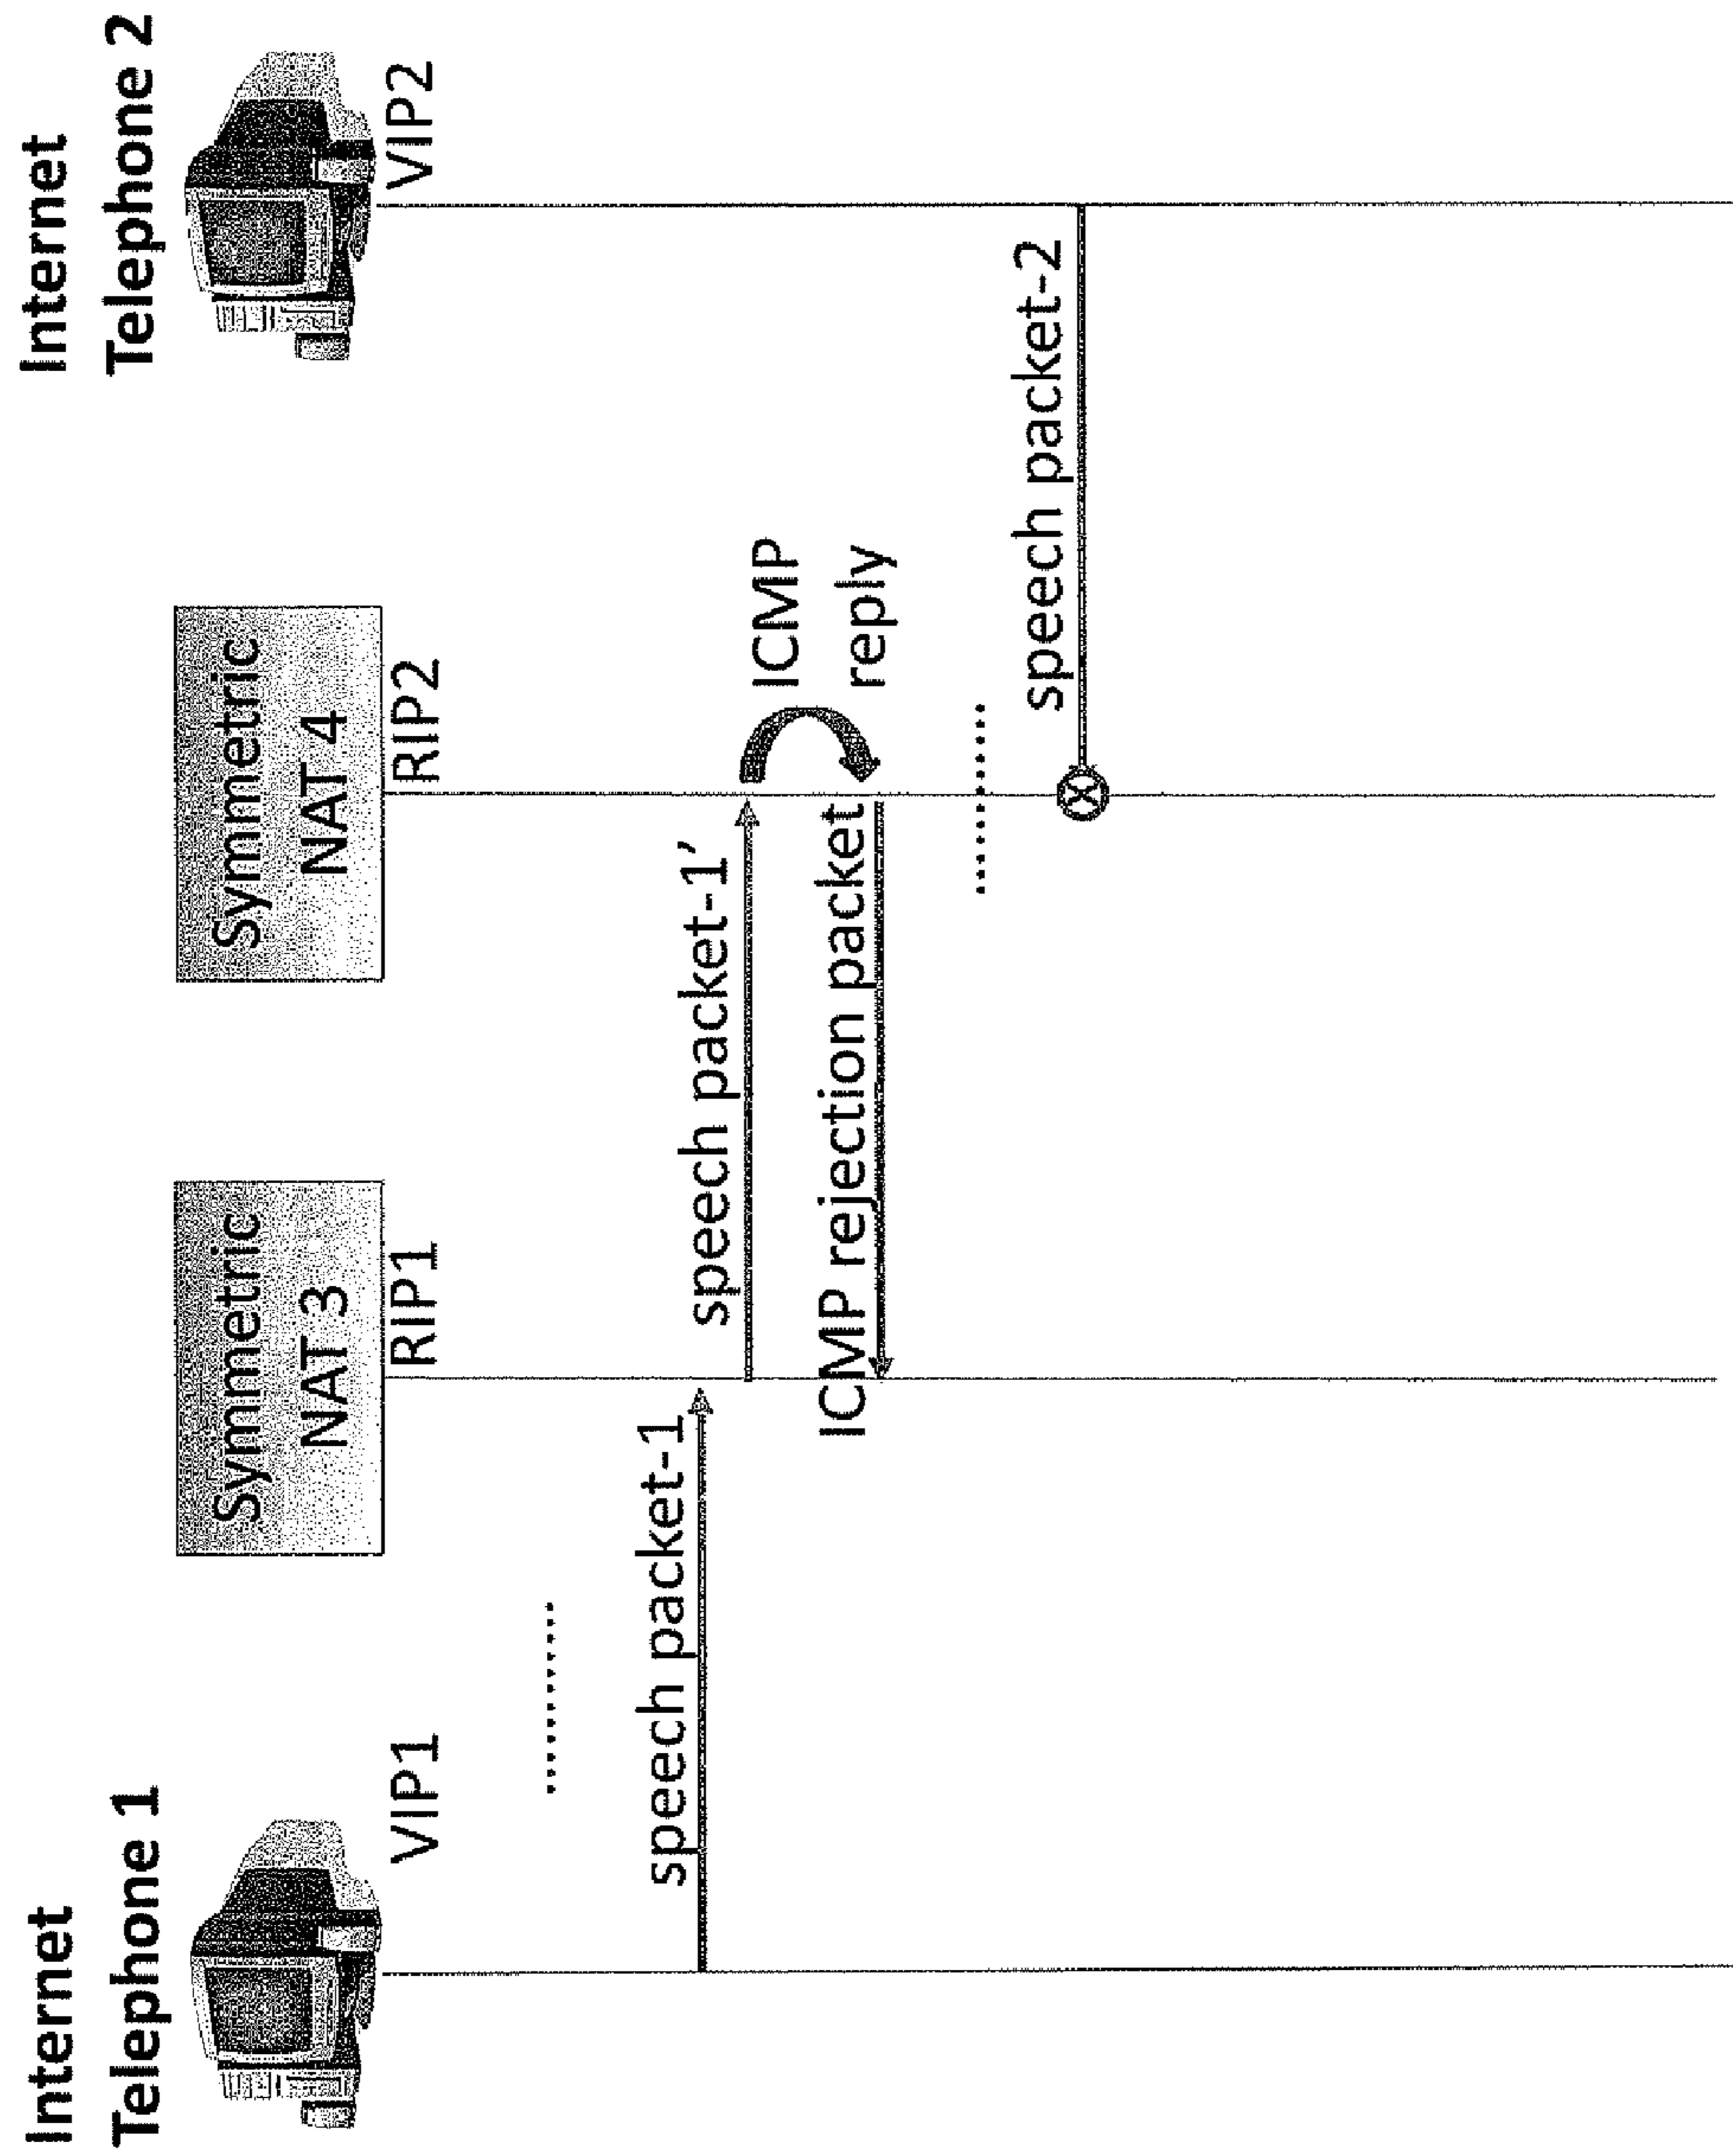 Internet
Telephone 1
Symmetric
NAT 3
Symmetric
NAT 4
Internet
Telephone 2
VIP1
RIP1
RIP2
VIP2
..........
speech packet-1
speech packet-1’
ICMP
reply
ICMP rejection packet
..........
speech packet-2
X